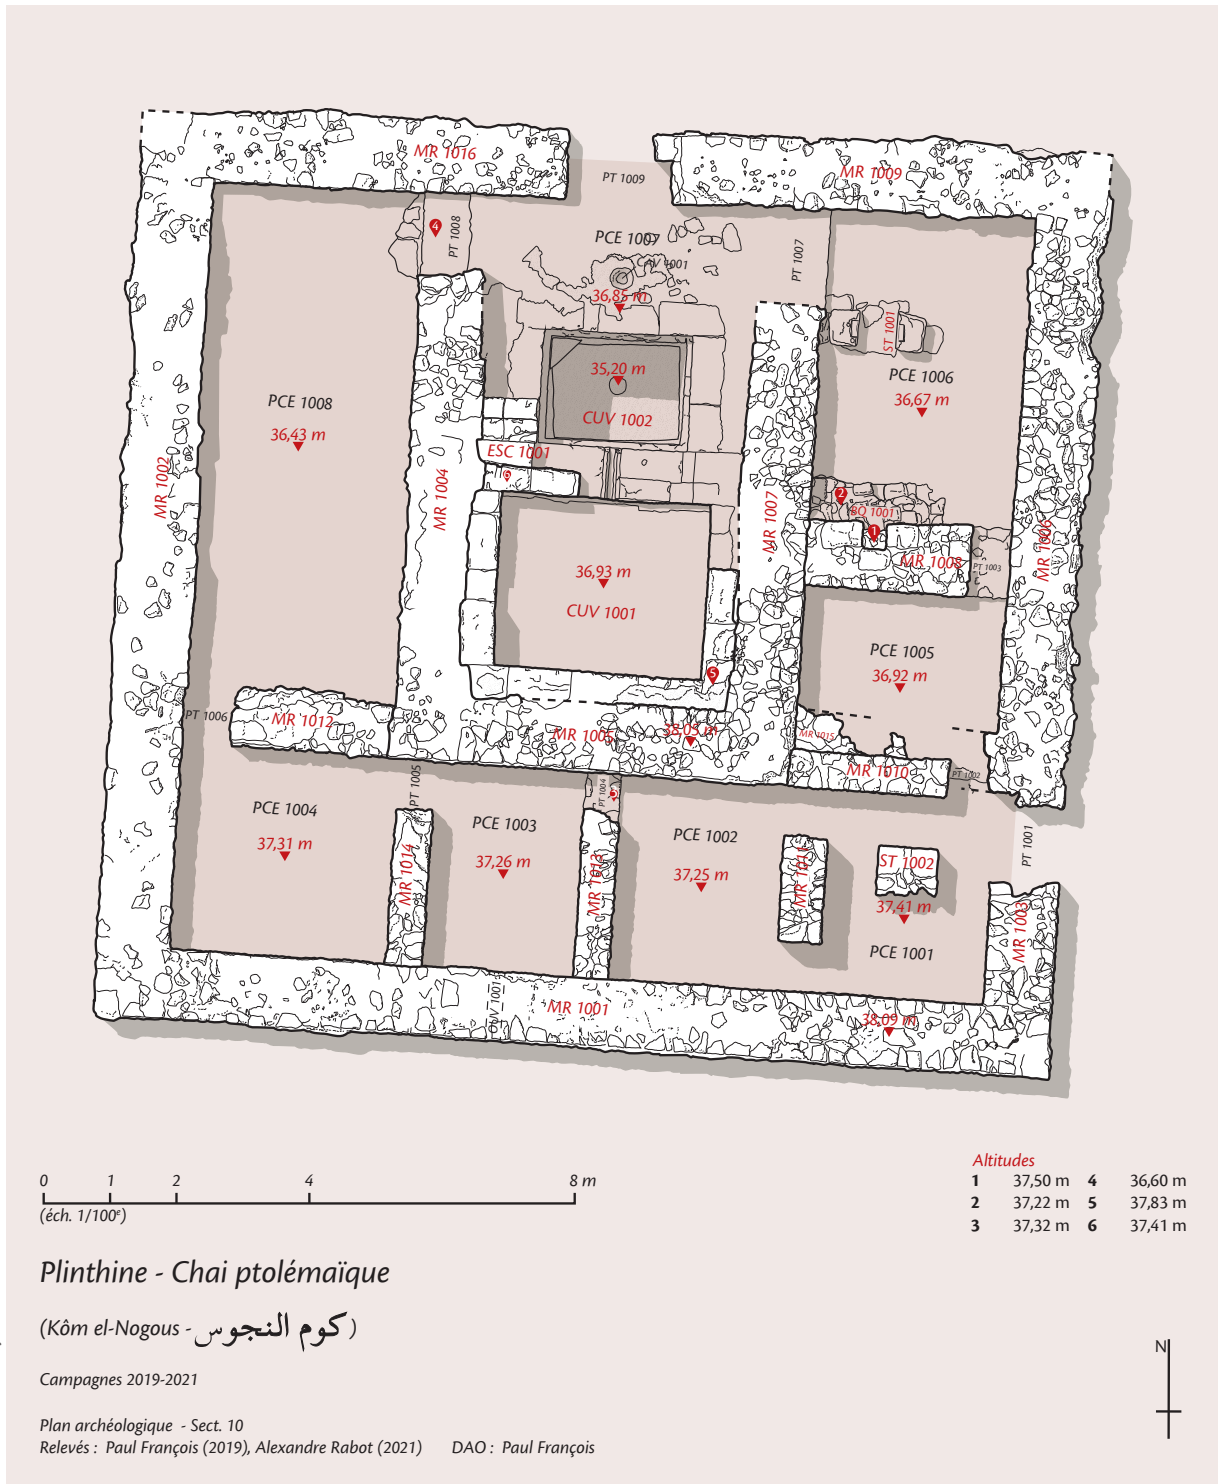 MR 1016
MR 1009
PT 1009
4
PT 1008
PCE 1007
PT 1007
CAV 1001
36,85 m
ST 1001
35,20 m
CUV 1002
PCE 1006
36,67 m
PCE 1008
36,43 m
MR 1002
MR 1004
ESC 1001
6
MR 1007
2
BQ 1001
1
MR 1008
PT 1003
MR 1006
36,93 m
CUV 1001
5
PCE 1005
36,92 m
PT 1006
MR 1012
MR 1005
38.05 m
MR 1015
MR 1010
PT 1002
PT 1005
PT 1004
PCE 1004
37,31 m
PCE 1003
37,26 m
PCE 1002
37,25 m
MR 1014
MR 1013
MR 1011
ST 1002
37,41 m
PCE 1001
PT 1001
MR 1003
CUV 1001
MR 1001
38,09 m
0 1 2 4 8 m
(éch. 1/100e)
Altitudes
1 37,50 m 4 36,60 m
2 37,22 m 5 37,83 m
3 37,32 m 6 37,41 m
Plinthine - Chai ptolémaïque
(Kôm el-Nogous - كوم النجوس)
Campagnes 2019-2021
Plan archéologique - Sect. 10
Relevés : Paul François (2019), Alexandre Rabot (2021) DAO : Paul François
N